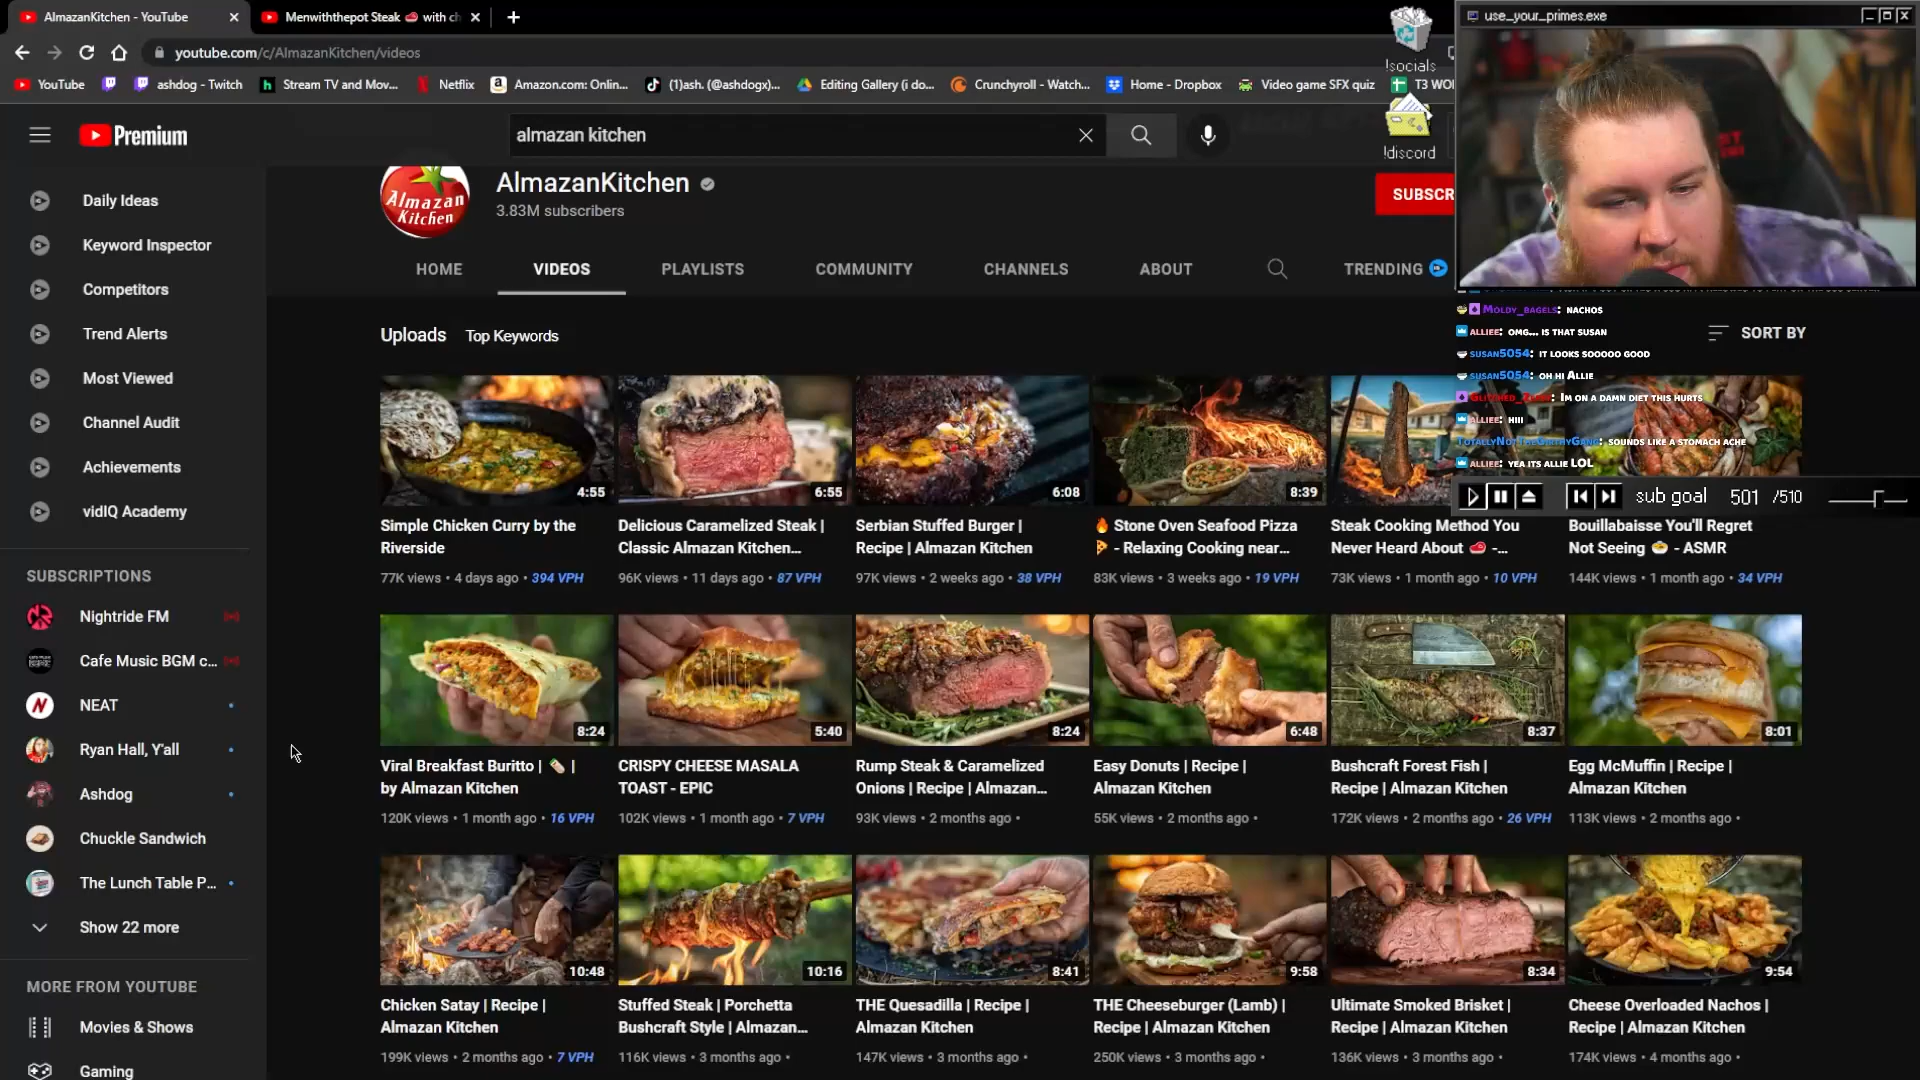 AlmazanKitchen - YouTube
Menwiththepot Steak 🥩 with ch
use_your_primes.exe
youtube.com/c/AlmazanKitchen/videos
!socials
YouTube
ashdog - Twitch
Stream TV and Mov...
Netflix
Amazon.com: Onlin...
(1)ash. (@ashdogx)...
Editing Gallery (i do...
Crunchyroll - Watch...
Home - Dropbox
Video game SFX quiz
T3 WO
Premium
almazan kitchen
!discord
Daily Ideas
Keyword Inspector
Competitors
Trend Alerts
Most Viewed
Channel Audit
Achievements
vidIQ Academy
SUBSCRIPTIONS
Nightride FM
Cafe Music BGM c...
NEAT
Ryan Hall, Y'all
Ashdog
Chuckle Sandwich
The Lunch Table P...
Show 22 more
MORE FROM YOUTUBE
Movies & Shows
Gaming
Almazan
Kitchen
AlmazanKitchen
3.83M subscribers
SUBSCR
HOME
VIDEOS
PLAYLISTS
COMMUNITY
CHANNELS
ABOUT
TRENDING
Uploads
Top Keywords
SORT BY
Moldy_bagels: NACHOS
ALLIEE: OMG... IS THAT SUSAN
susan5054: IT LOOKS SOOOOO GOOD
susan5054: OH HI ALLIE
IM ON A DAMN DIET THIS HURTS
ALLIEE: HIII
SOUNDS LIKE A STOMACH ACHE
ALLIEE: YEA ITS ALLIE LOL
sub goal 501 /510
4:55
6:55
6:08
8:39
Simple Chicken Curry by the
Riverside
77K views • 4 days ago • 394 VPH
Delicious Caramelized Steak |
Classic Almazan Kitchen...
96K views • 11 days ago • 87 VPH
Serbian Stuffed Burger |
Recipe | Almazan Kitchen
97K views • 2 weeks ago • 38 VPH
🔥 Stone Oven Seafood Pizza
🍕 - Relaxing Cooking near...
83K views • 3 weeks ago • 19 VPH
Steak Cooking Method You
Never Heard About 🥩 -...
73K views • 1 month ago • 10 VPH
Bouillabaisse You'll Regret
Not Seeing 🍲 - ASMR
144K views • 1 month ago • 34 VPH
8:24
5:40
8:24
6:48
8:37
8:01
Viral Breakfast Buritto | 🌯 |
by Almazan Kitchen
120K views • 1 month ago • 16 VPH
CRISPY CHEESE MASALA
TOAST - EPIC
102K views • 1 month ago • 7 VPH
Rump Steak & Caramelized
Onions | Recipe | Almazan...
93K views • 2 months ago •
Easy Donuts | Recipe |
Almazan Kitchen
55K views • 2 months ago •
Bushcraft Forest Fish |
Recipe | Almazan Kitchen
172K views • 2 months ago • 26 VPH
Egg McMuffin | Recipe |
Almazan Kitchen
113K views • 2 months ago •
10:48
10:16
8:41
9:58
8:34
9:54
Chicken Satay | Recipe |
Almazan Kitchen
199K views • 2 months ago • 7 VPH
Stuffed Steak | Porchetta
Bushcraft Style | Almazan...
116K views • 3 months ago •
THE Quesadilla | Recipe |
Almazan Kitchen
147K views • 3 months ago •
THE Cheeseburger (Lamb) |
Recipe | Almazan Kitchen
250K views • 3 months ago •
Ultimate Smoked Brisket |
Recipe | Almazan Kitchen
136K views • 3 months ago •
Cheese Overloaded Nachos |
Recipe | Almazan Kitchen
174K views • 4 months ago •